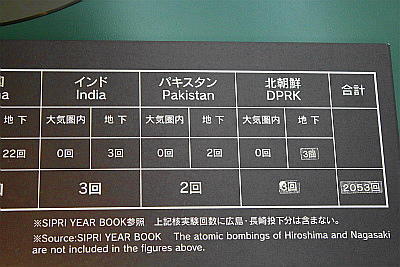 インド パキスタン 北朝鮮 合計
na India Pakistan DPRK
地下 大気圏内 地下 大気圏内 地下 大気圏内 地下
22回 0回 3回 0回 2回 0回 3回
回 3回 2回 3回 2053回
※SIPRI YEAR BOOK参照 上記核実験回数に広島・長崎投下分は含まない。
※Source:SIPRI YEAR BOOK The atomic bombings of Hiroshima and Nagasaki
are not included in the figures above.